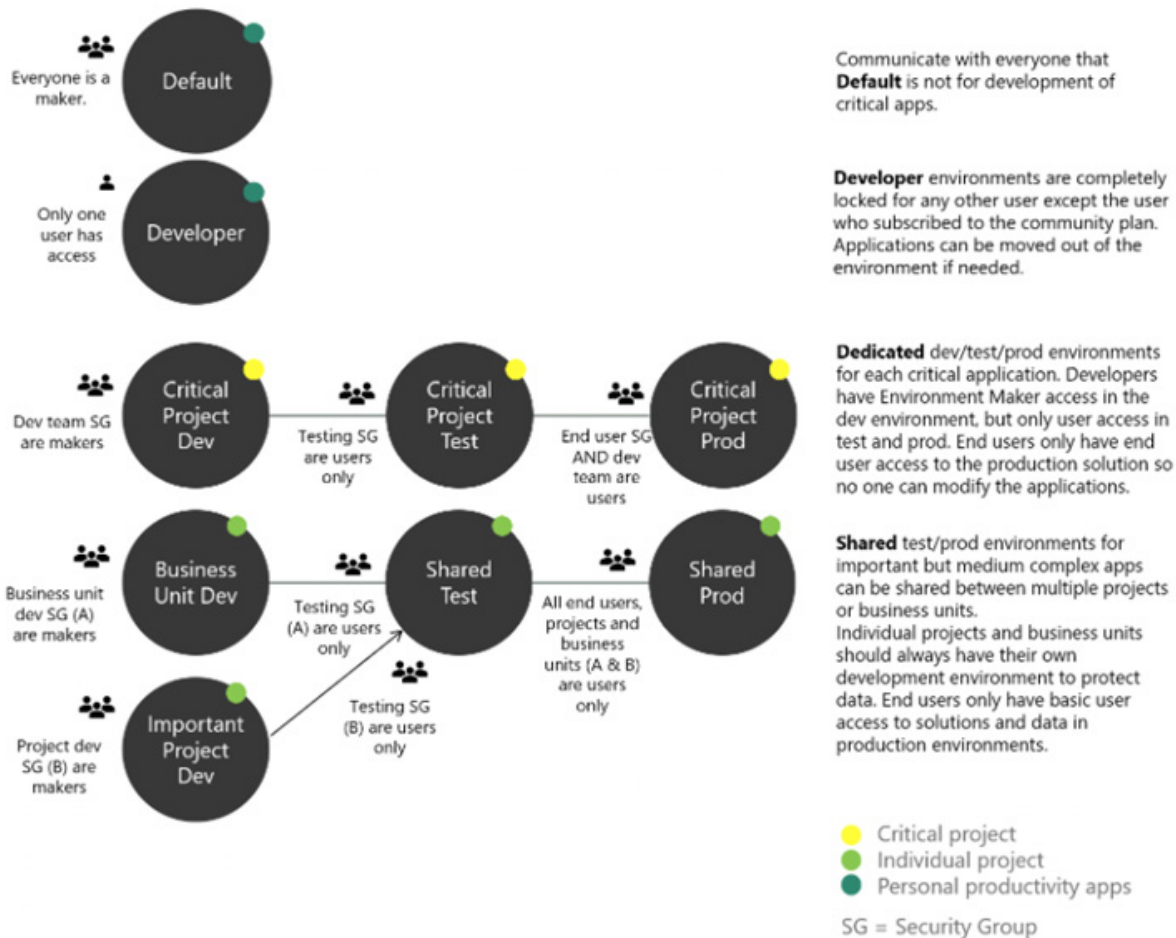 Everyone is a
maker.
Default
Communicate with everyone that
Default is not for development of
critical apps.
Only one
user has
access
Developer
Developer environments are completely
locked for any other user except the user
who subscribed to the community plan.
Applications can be moved out of the
environment if needed.
Dev team SG
are makers
Critical
Project
Dev
Testing SG
are users
only
Critical
Project
Test
End user SG
AND dev
team are
users
Critical
Project
Prod
Dedicated dev/test/prod environments
for each critical application. Developers
have Environment Maker access in the
dev environment, but only user access in
test and prod. End users only have end
user access to the production solution so
no one can modify the applications.
Business unit
dev SG (A)
are makers
Business
Unit Dev
Testing SG
(A) are users
only
Shared
Test
All end users,
projects and
business
units (A & B)
are users
only
Shared
Prod
Shared test/prod environments for
important but medium complex apps
can be shared between multiple projects
or business units.
Individual projects and business units
should always have their own
development environment to protect
data. End users only have basic user
access to solutions and data in
production environments.
Project dev
SG (B) are
makers
Important
Project
Dev
Testing SG
(B) are users
only
Critical project
Individual project
Personal productivity apps
SG = Security Group